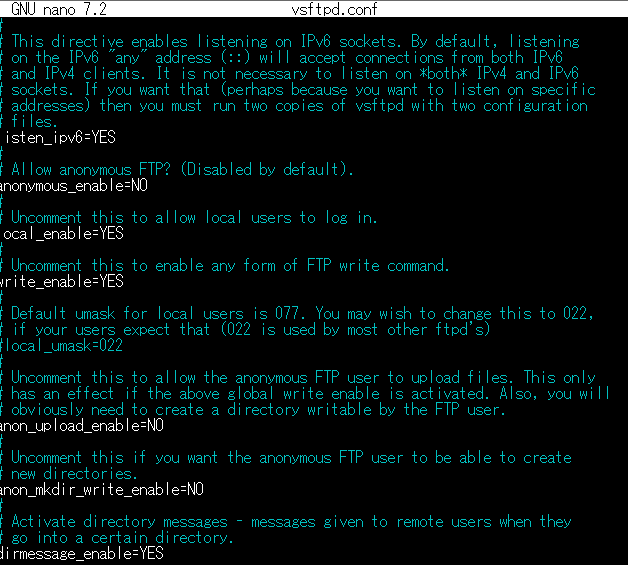 GNU nano 7.2 vsftpd.conf
#
# This directive enables listening on IPv6 sockets. By default, listening
# on the IPv6 "any" address (::) will accept connections from both IPv6
# and IPv4 clients. It is not necessary to listen on *both* IPv4 and IPv6
# sockets. If you want that (perhaps because you want to listen on specific
# addresses) then you must run two copies of vsftpd with two configuration
# files.
listen_ipv6=YES
#
# Allow anonymous FTP? (Disabled by default).
anonymous_enable=NO
#
# Uncomment this to allow local users to log in.
local_enable=YES
#
# Uncomment this to enable any form of FTP write command.
write_enable=YES
#
# Default umask for local users is 077. You may wish to change this to 022,
# if your users expect that (022 is used by most other ftpd's)
#local_umask=022
#
# Uncomment this to allow the anonymous FTP user to upload files. This only
# has an effect if the above global write enable is activated. Also, you will
# obviously need to create a directory writable by the FTP user.
anon_upload_enable=NO
#
# Uncomment this if you want the anonymous FTP user to be able to create
# new directories.
anon_mkdir_write_enable=NO
#
# Activate directory messages - messages given to remote users when they
# go into a certain directory.
dirmessage_enable=YES